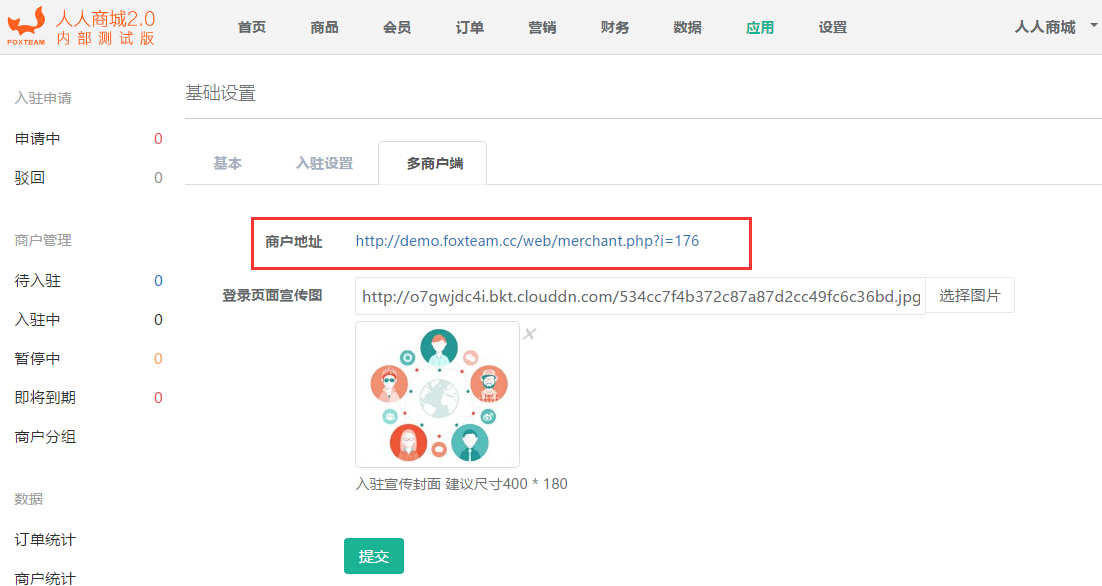 人人商城2.0
内部测试版
FOXTEAM
首页 商品 会员 订单 营销 财务 数据 应用 设置 人人商城
入驻申请
申请中 0
驳回 0
商户管理
待入驻 0
入驻中 0
暂停中 0
即将到期 0
商户分组
数据
订单统计
商户统计
基础设置
基本 入驻设置 多商户端
商户地址 http://demo.foxteam.cc/web/merchant.php?i=176
登录页面宣传图 http://o7gwjdc4i.bkt.clouddn.com/534cc7f4b372c87a87d2cc49fc6c36bd.jpg 选择图片
入驻宣传封面 建议尺寸400 * 180
提交